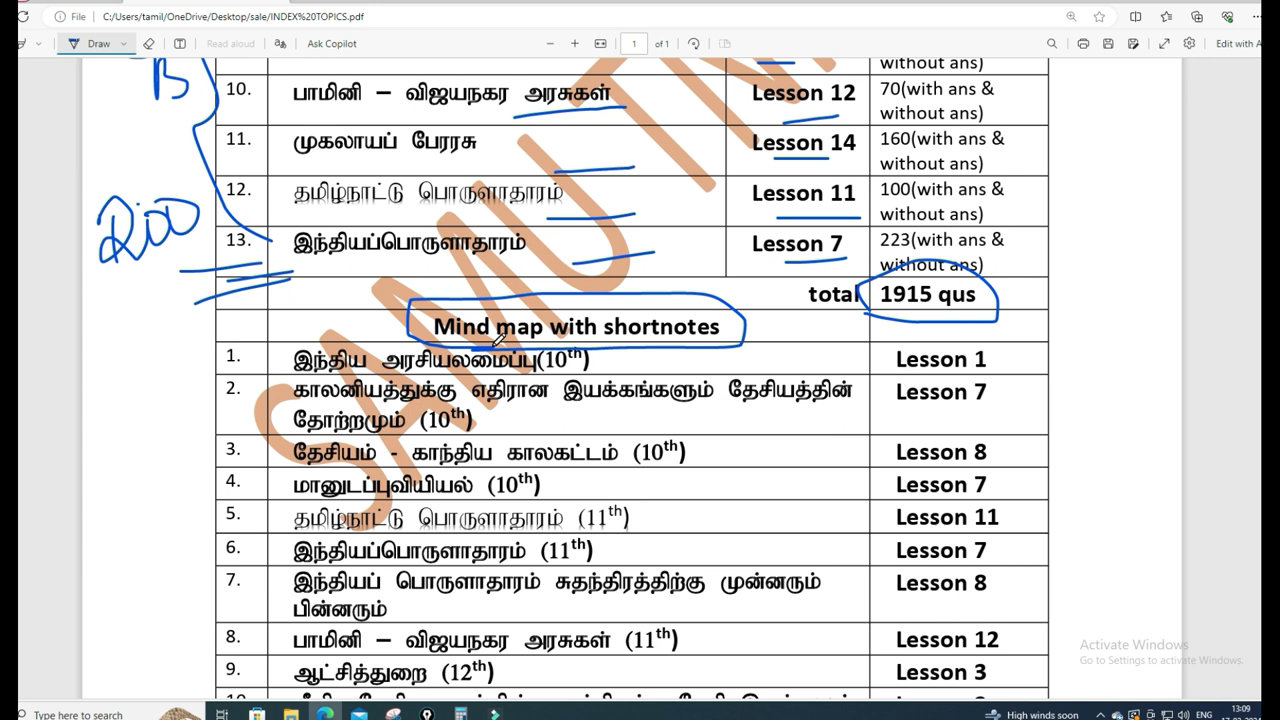 File | C:/Users/tamil/OneDrive/Desktop/sale/INDEX%20TOPICS.pdf
Draw Read aloud Ask Copilot 1 of 1 Edit with A
B
without ans)
10. பாமினி – விஜயநகர அரசுகள் Lesson 12 70(with ans &
without ans)
11. முகலாயப் பேரரசு Lesson 14 160(with ans &
without ans)
12. தமிழ்நாட்டு பொருளாதாரம் Lesson 11 100(with ans &
without ans)
13. இந்தியப்பொருளாதாரம் Lesson 7 223(with ans &
without ans)
total 1915 qus
Mind map with shortnotes
1. இந்திய அரசியலமைப்பு(10th) Lesson 1
2. காலனியத்துக்கு எதிரான இயக்கங்களும் தேசியத்தின் Lesson 7
தோற்றமும் (10th)
3. தேசியம் - காந்திய காலகட்டம் (10th) Lesson 8
4. மானுடப்புவியியல் (10th) Lesson 7
5. தமிழ்நாட்டு பொருளாதாரம் (11th) Lesson 11
6. இந்தியப்பொருளாதாரம் (11th) Lesson 7
7. இந்தியப் பொருளாதாரம் சுதந்திரத்திற்கு முன்னரும் Lesson 8
பின்னரும்
8. பாமினி – விஜயநகர அரசுகள் (11th) Lesson 12
9. ஆட்சித்துறை (12th) Lesson 3
SAMU TN
Activate Windows
Go to Settings to activate Windows.
Type here to search High winds soon ENG 13:09